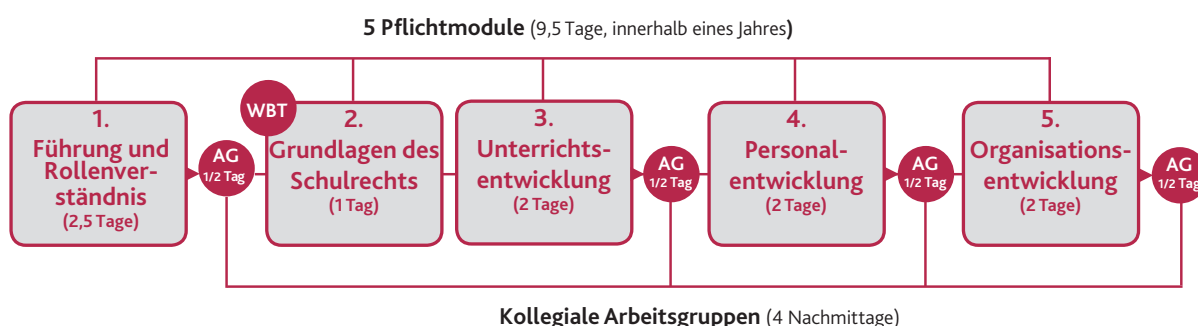 5 Pflichtmodule (9,5 Tage, innerhalb eines Jahres)
1.
Führung und
Rollenver-
ständnis
(2,5 Tage)
AG
1/2 Tag
WBT
2.
Grundlagen des
Schulrechts
(1 Tag)
3.
Unterrichts-
entwicklung
(2 Tage)
AG
1/2 Tag
4.
Personal-
entwicklung
(2 Tage)
AG
1/2 Tag
5.
Organisations-
entwicklung
(2 Tage)
AG
1/2 Tag
Kollegiale Arbeitsgruppen (4 Nachmittage)